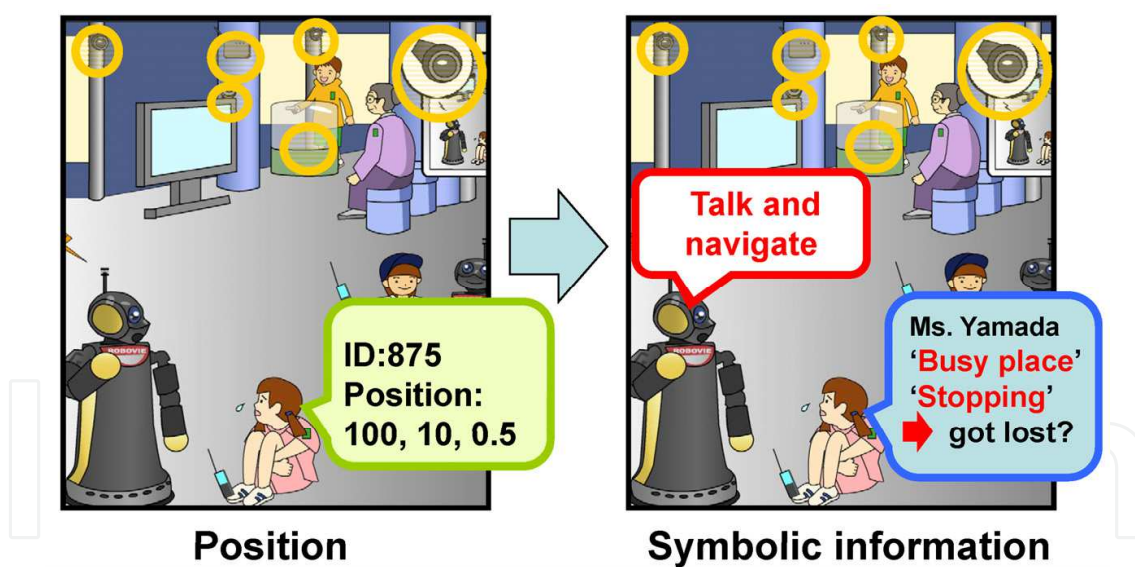 ID:875
Position:
100, 10, 0.5
ROBOVIE
Position
Talk and
navigate
Ms. Yamada
‘Busy place’
‘Stopping’
got lost?
ROBOVIE
Symbolic information